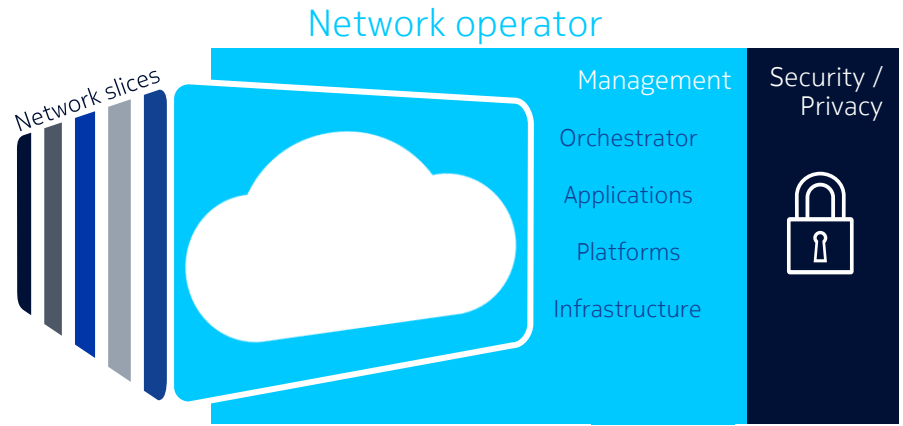 Network operator
Network slices
Management
Orchestrator
Applications
Platforms
Infrastructure
Security /
Privacy